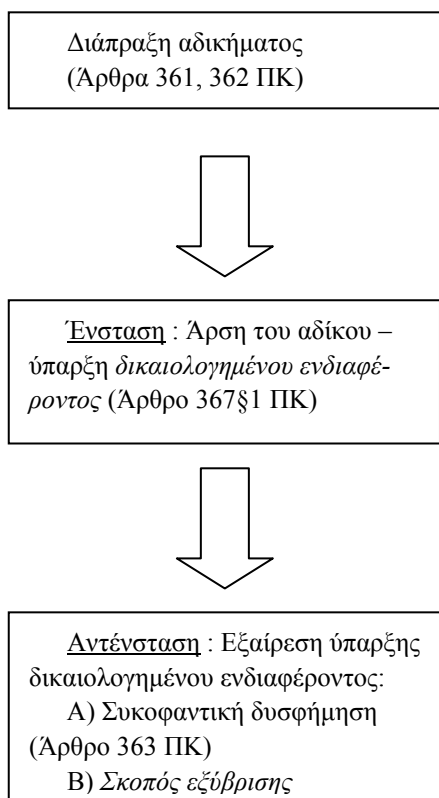 Διάπραξη αδικήματος
(Άρθρα 361, 362 ΠΚ)
Ένσταση : Άρση του αδίκου –
ύπαρξη δικαιολογημένου ενδιαφέ-
ροντος (Άρθρο 367§1 ΠΚ)
Αντένσταση : Εξαίρεση ύπαρξης
δικαιολογημένου ενδιαφέροντος:
Α) Συκοφαντική δυσφήμηση
(Άρθρο 363 ΠΚ)
Β) Σκοπός εξύβρισης